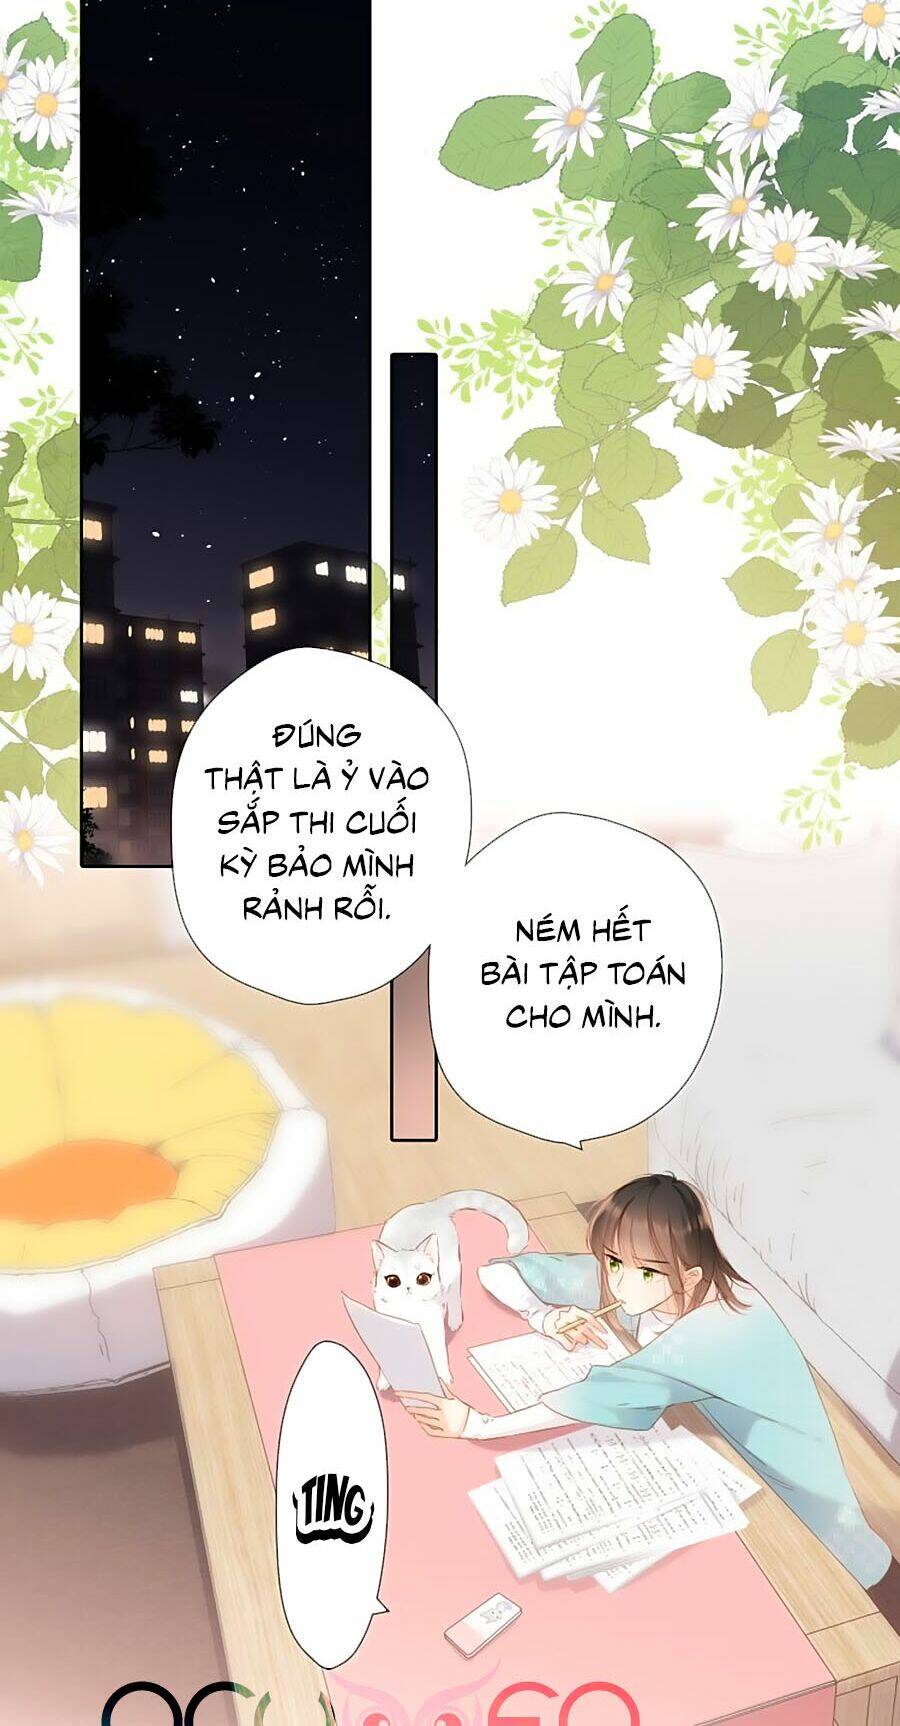 ĐÚNG
THẬT LÀ Ỷ VÀO
SẮP THI CUỐI
KỲ BẢO MÌNH
RẢNH RỖI.
NÉM HẾT
BÀI TẬP TOÁN
CHO MÌNH.
TING